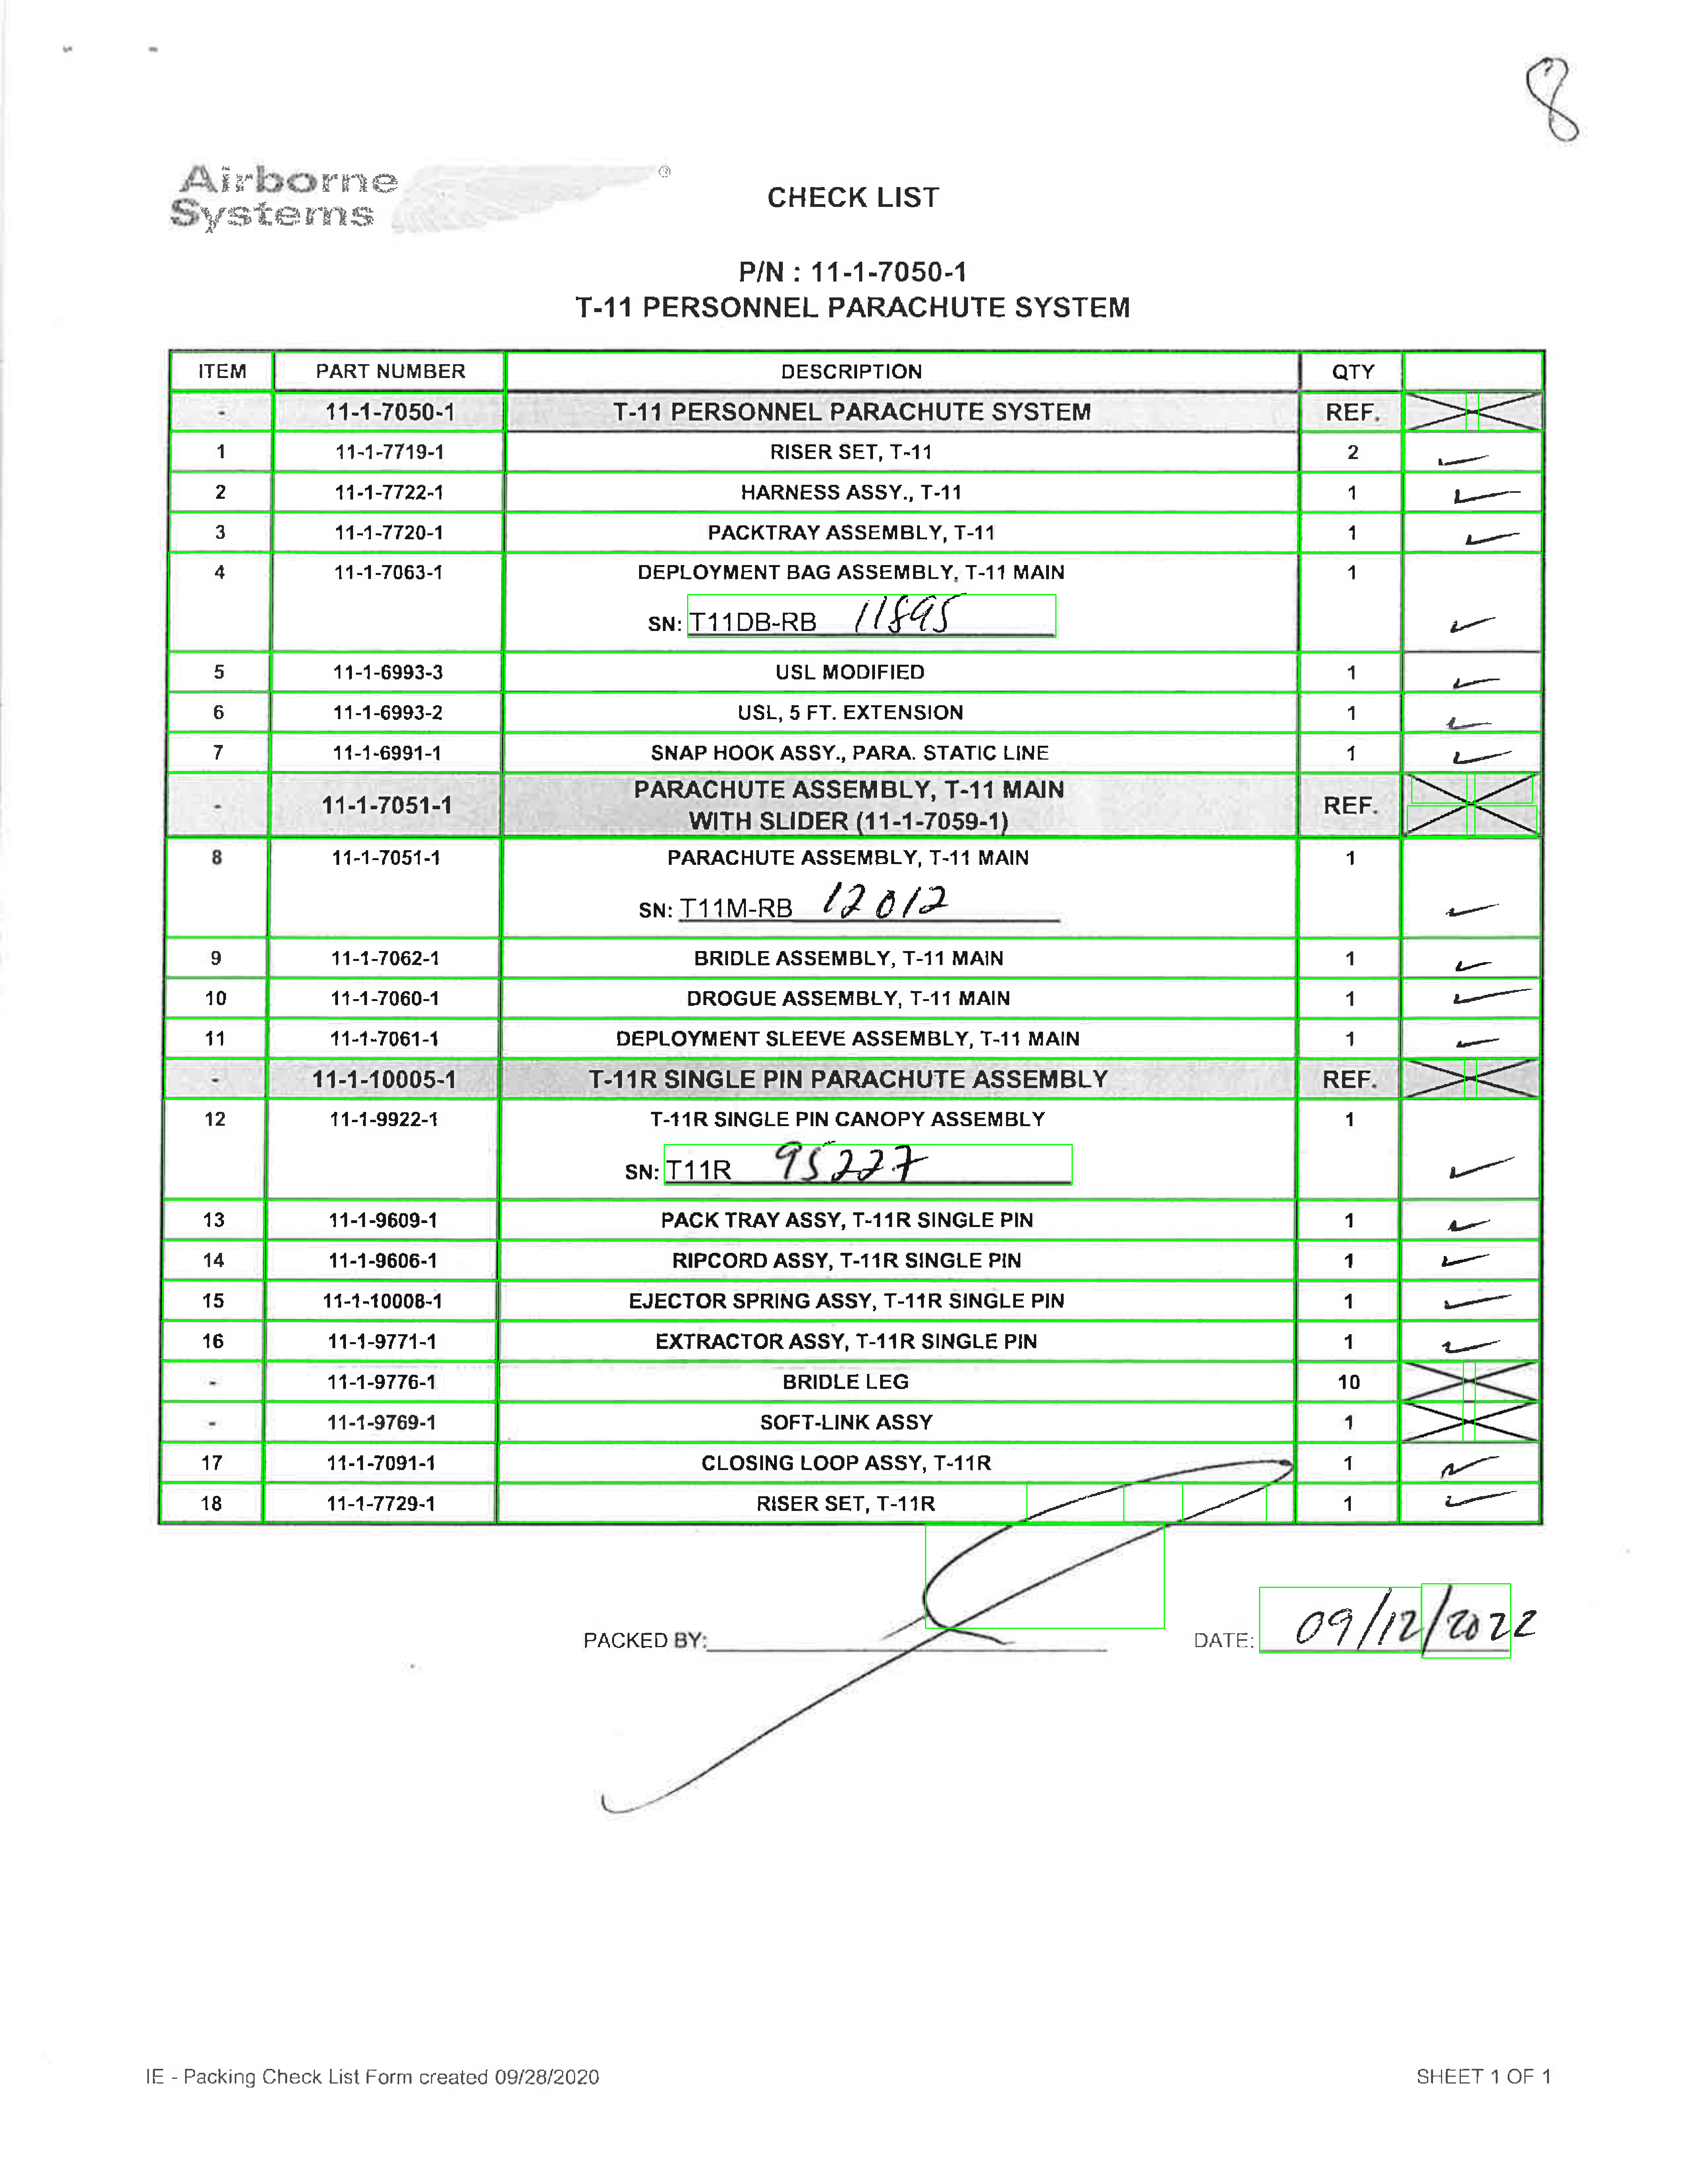 8
Airborne
Systems ®
CHECK LIST
P/N : 11-1-7050-1
T-11 PERSONNEL PARACHUTE SYSTEM
ITEM PART NUMBER DESCRIPTION QTY
- 11-1-7050-1 T-11 PERSONNEL PARACHUTE SYSTEM REF.
1 11-1-7719-1 RISER SET, T-11 2 ✓
2 11-1-7722-1 HARNESS ASSY., T-11 1 ✓
3 11-1-7720-1 PACKTRAY ASSEMBLY, T-11 1 ✓
4 11-1-7063-1 DEPLOYMENT BAG ASSEMBLY, T-11 MAIN 1
SN: T11DB-RB 11895 ✓
5 11-1-6993-3 USL MODIFIED 1 ✓
6 11-1-6993-2 USL, 5 FT. EXTENSION 1 ✓
7 11-1-6991-1 SNAP HOOK ASSY., PARA. STATIC LINE 1 ✓
- 11-1-7051-1 PARACHUTE ASSEMBLY, T-11 MAIN REF.
WITH SLIDER (11-1-7059-1)
8 11-1-7051-1 PARACHUTE ASSEMBLY, T-11 MAIN 1
SN: T11M-RB 12012 ✓
9 11-1-7062-1 BRIDLE ASSEMBLY, T-11 MAIN 1 ✓
10 11-1-7060-1 DROGUE ASSEMBLY, T-11 MAIN 1 ✓
11 11-1-7061-1 DEPLOYMENT SLEEVE ASSEMBLY, T-11 MAIN 1 ✓
- 11-1-10005-1 T-11R SINGLE PIN PARACHUTE ASSEMBLY REF.
12 11-1-9922-1 T-11R SINGLE PIN CANOPY ASSEMBLY 1
SN: T11R 95227 ✓
13 11-1-9609-1 PACK TRAY ASSY, T-11R SINGLE PIN 1 ✓
14 11-1-9606-1 RIPCORD ASSY, T-11R SINGLE PIN 1 ✓
15 11-1-10008-1 EJECTOR SPRING ASSY, T-11R SINGLE PIN 1 ✓
16 11-1-9771-1 EXTRACTOR ASSY, T-11R SINGLE PIN 1 ✓
- 11-1-9776-1 BRIDLE LEG 10
- 11-1-9769-1 SOFT-LINK ASSY 1
17 11-1-7091-1 CLOSING LOOP ASSY, T-11R 1 ✓
18 11-1-7729-1 RISER SET, T-11R 1 ✓
PACKED BY: DATE: 09/12/2022
IE - Packing Check List Form created 09/28/2020 SHEET 1 OF 1